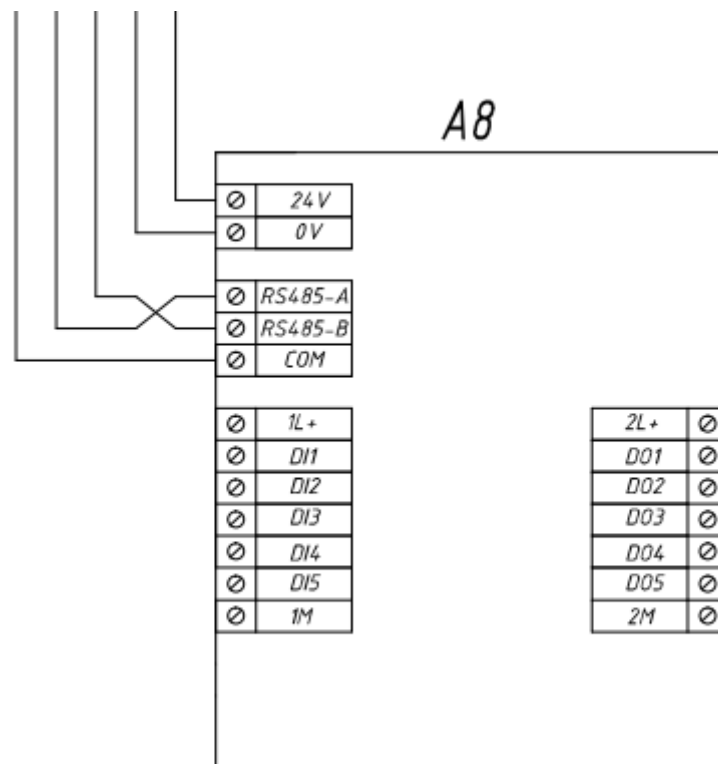 A8
24V
0V
RS485-A
RS485-B
COM
1L+
DI1
DI2
DI3
DI4
DI5
1M
2L+
DO1
DO2
DO3
DO4
DO5
2M